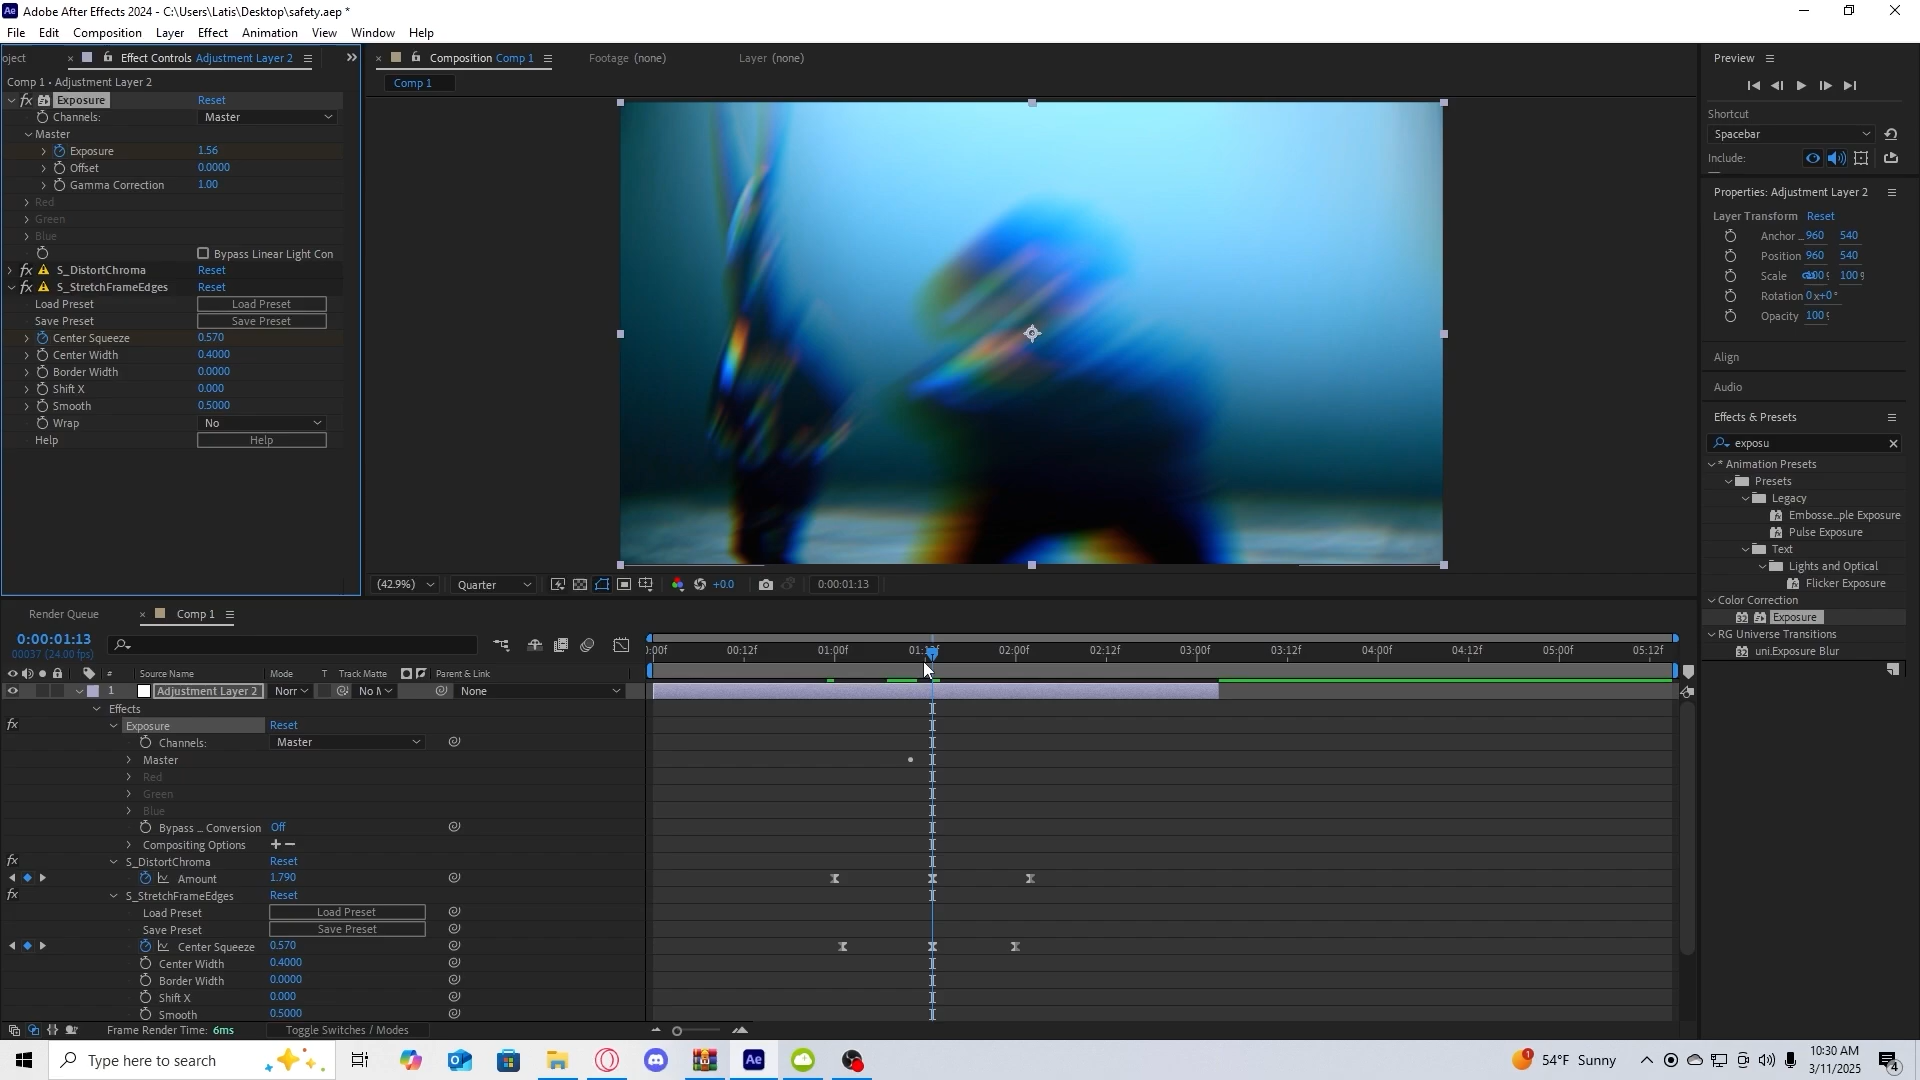 Adobe After Effects 2024 - C:\Users\Latis\Desktop\safety.aep *
File Edit Composition Layer Effect Animation View Window Help
oject Effect Controls Adjustment Layer 2
Composition Comp 1 Footage (none) Layer (none)
Comp 1
Comp 1 • Adjustment Layer 2
fx Exposure Reset
Channels: Master
Master
Exposure 1.56
Offset 0.0000
Gamma Correction 1.00
Red
Green
Blue
Bypass Linear Light Con
fx S_DistortChroma Reset
fx S_StretchFrameEdges Reset
Load Preset Load Preset
Save Preset Save Preset
Center Squeeze 0.570
Center Width 0.4000
Border Width 0.0000
Shift X 0.000
Smooth 0.5000
Wrap No
Help Help
(42.9%) Quarter +0.0 0:00:01:13
Preview
Shortcut
Spacebar
Include:
Properties: Adjustment Layer 2
Layer Transform Reset
Anchor ... 960 540
Position 960 540
Scale 100 100
Rotation 0x+0°
Opacity 100
Align
Audio
Effects & Presets
exposu
* Animation Presets
Presets
Legacy
Embosse...ple Exposure
Pulse Exposure
Text
Lights and Optical
Flicker Exposure
Color Correction
32 Exposure
RG Universe Transitions
32 uni.Exposure Blur
Render Queue Comp 1
0:00:01:13
00037 (24.00 fps)
:00f 00:12f 01:00f 02:00f 02:12f 03:00f 03:12f 04:00f 04:12f 05:00f 05:12f
# Source Name Mode T Track Matte Parent & Link
1 Adjustment Layer 2 Norr No M None
Effects
fx Exposure Reset
Channels: Master
Master
Red
Green
Blue
Bypass ... Conversion Off
Compositing Options + −
fx S_DistortChroma Reset
Amount 1.790
fx S_StretchFrameEdges Reset
Load Preset Load Preset
Save Preset Save Preset
Center Squeeze 0.570
Center Width 0.4000
Border Width 0.0000
Shift X 0.000
Smooth 0.5000
Frame Render Time: 6ms Toggle Switches / Modes
Type here to search
54°F Sunny
10:30 AM
3/11/2025